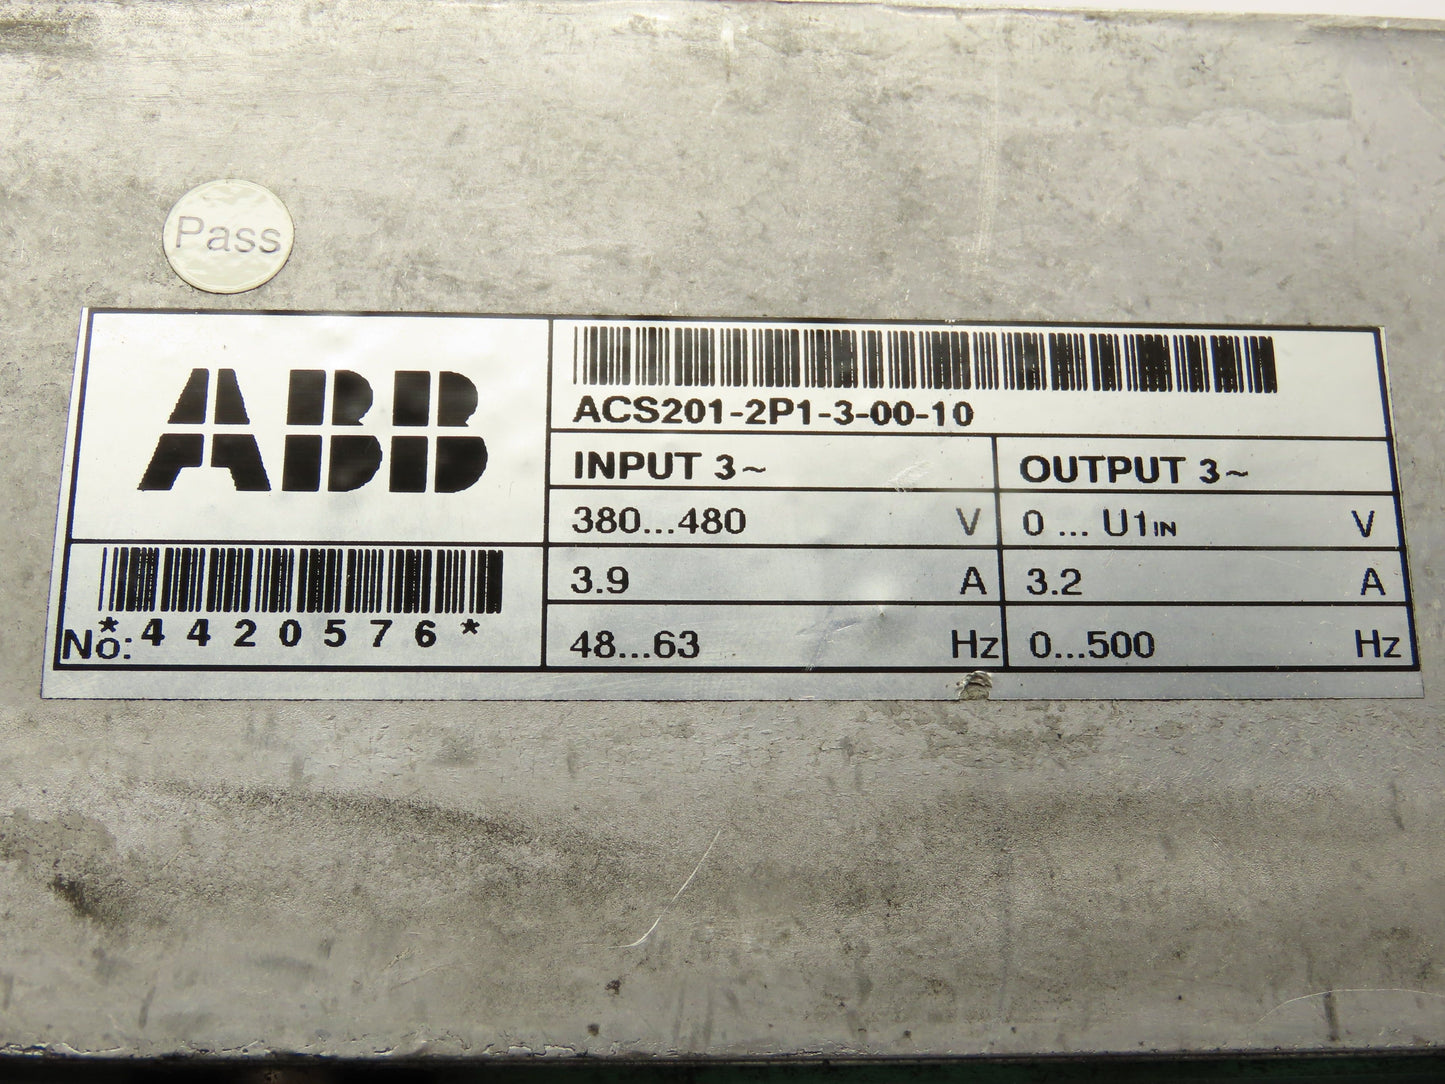 Pass
ABB
ACS201-2P1-3-00-10
INPUT 3~
OUTPUT 3~
380...480 V
0 ... U1IN V
3.9 A
3.2 A
48...63 Hz
0...500 Hz
No: *4420576*